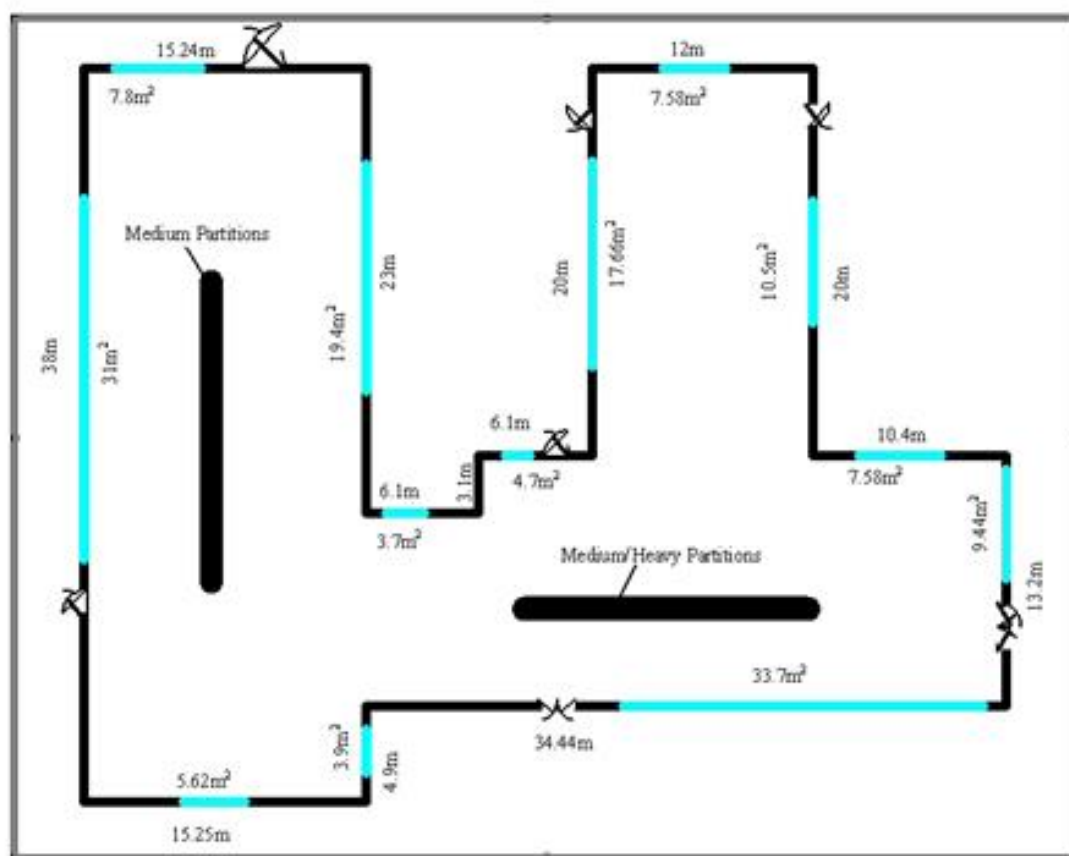 15.24m
7.8m²
12m
7.58m²
Medium Partitions
38m
31m²
19.4m²
23m
20m
17.66m²
10.5m²
20m
6.1m
4.7m²
3.1m
6.1m
3.7m²
10.4m
7.58m²
9.44m²
13.2m
Medium/Heavy Partitions
33.7m²
34.44m
3.9m²
4.9m
5.62m²
15.25m